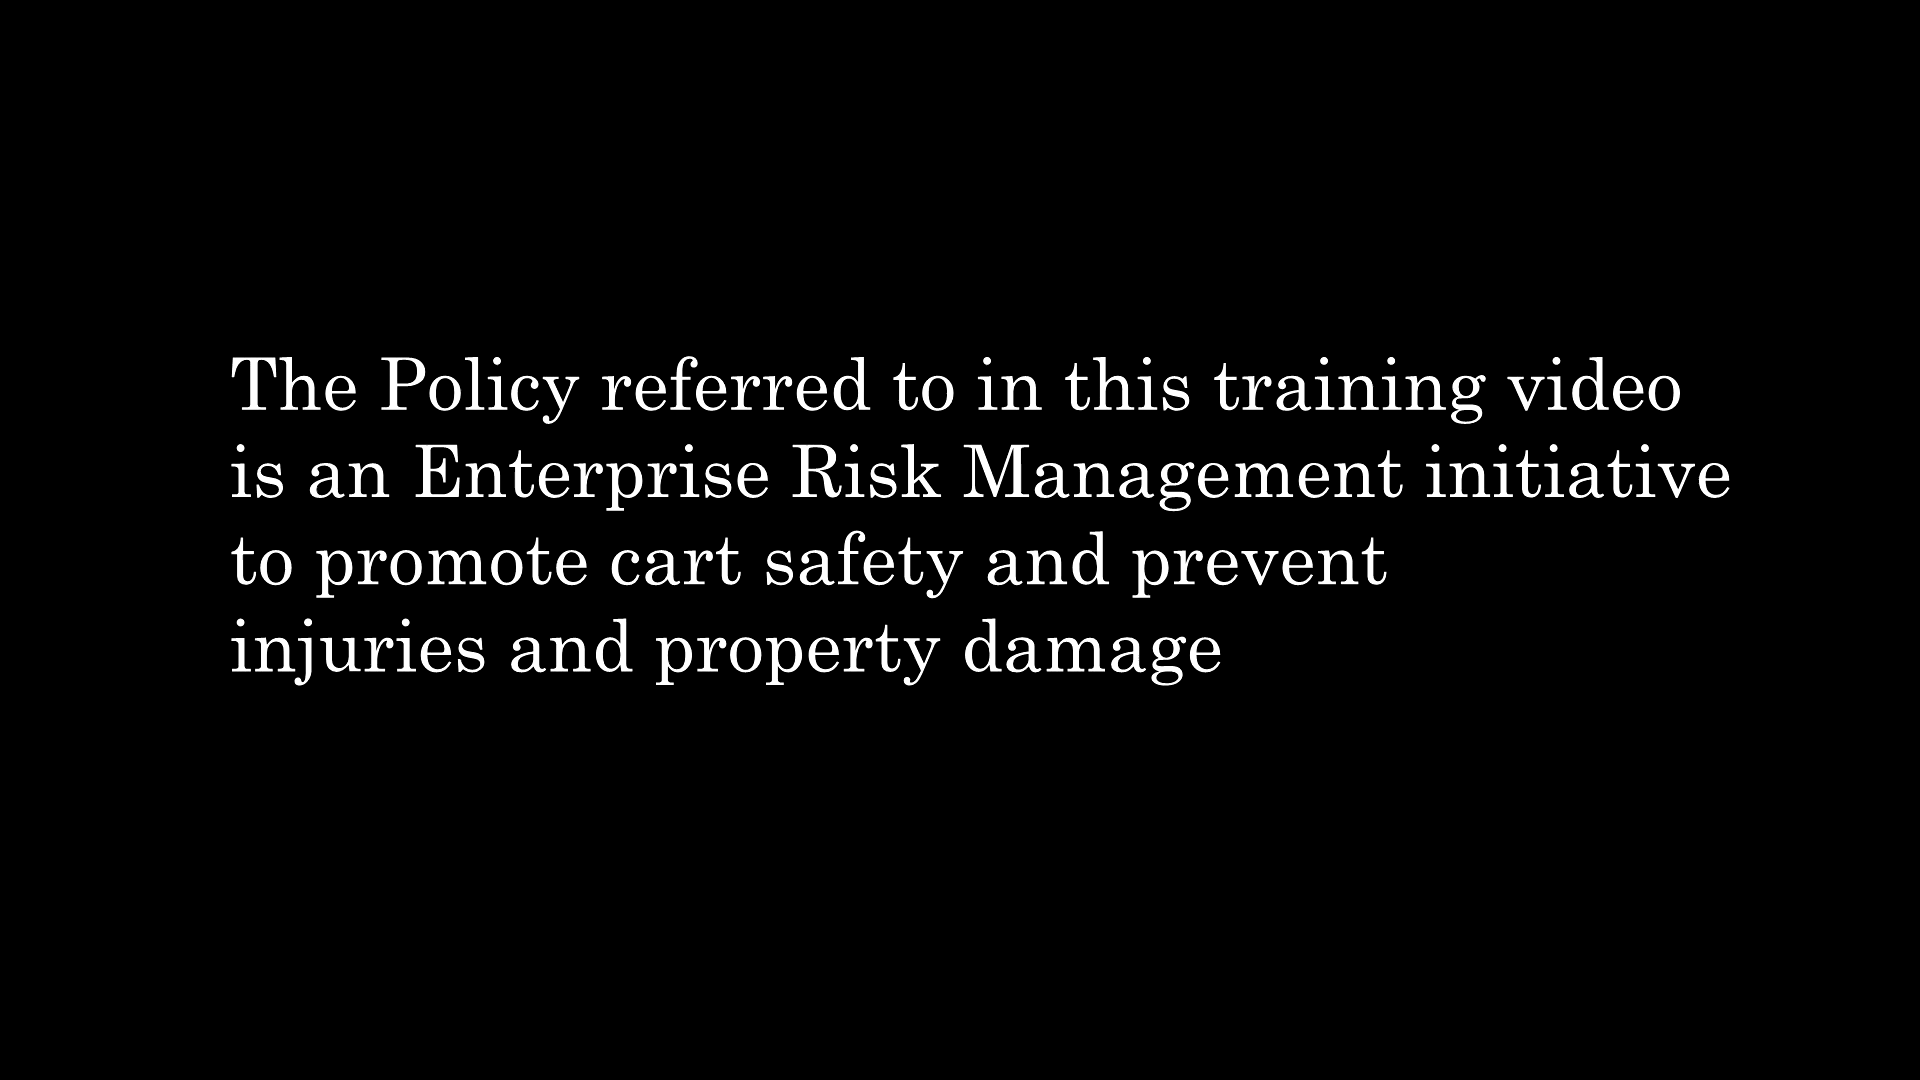 The Policy referred to in this training video
is an Enterprise Risk Management initiative
to promote cart safety and prevent
injuries and property damage